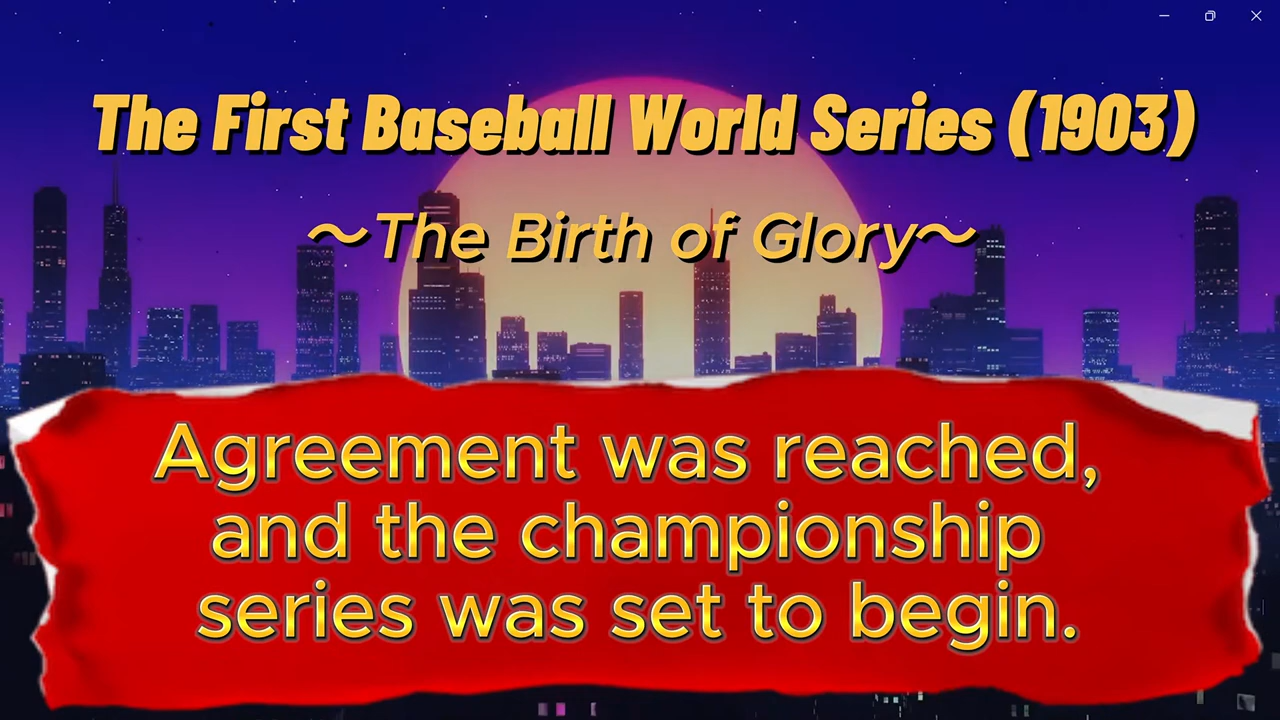 The First Baseball World Series (1903)
～The Birth of Glory～
Agreement was reached,
and the championship
series was set to begin.